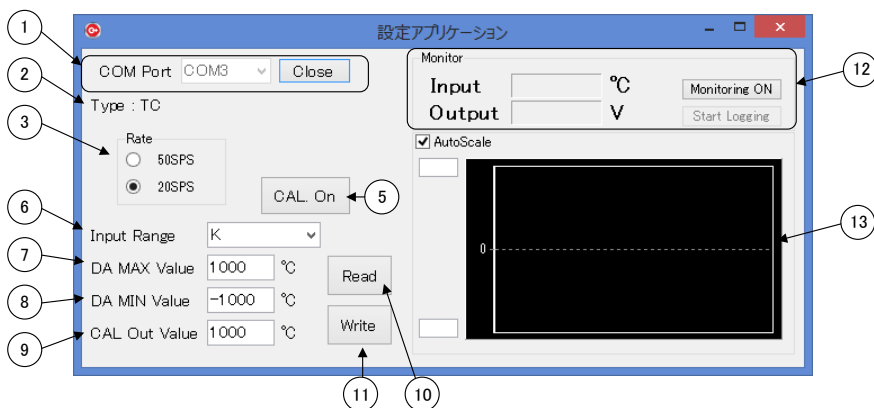 1
設定アプリケーション
COM Port COM3 Close
Monitor
12
Input ℃ Monitoring ON
Output V Start Logging
2
Type : TC
3
Rate
50SPS
20SPS
AutoScale
CAL. On
5
6
Input Range K
13
0
7
DA MAX Value 1000 ℃
Read
8
DA MIN Value -1000 ℃
9
CAL Out Value 1000 ℃
Write
11
10